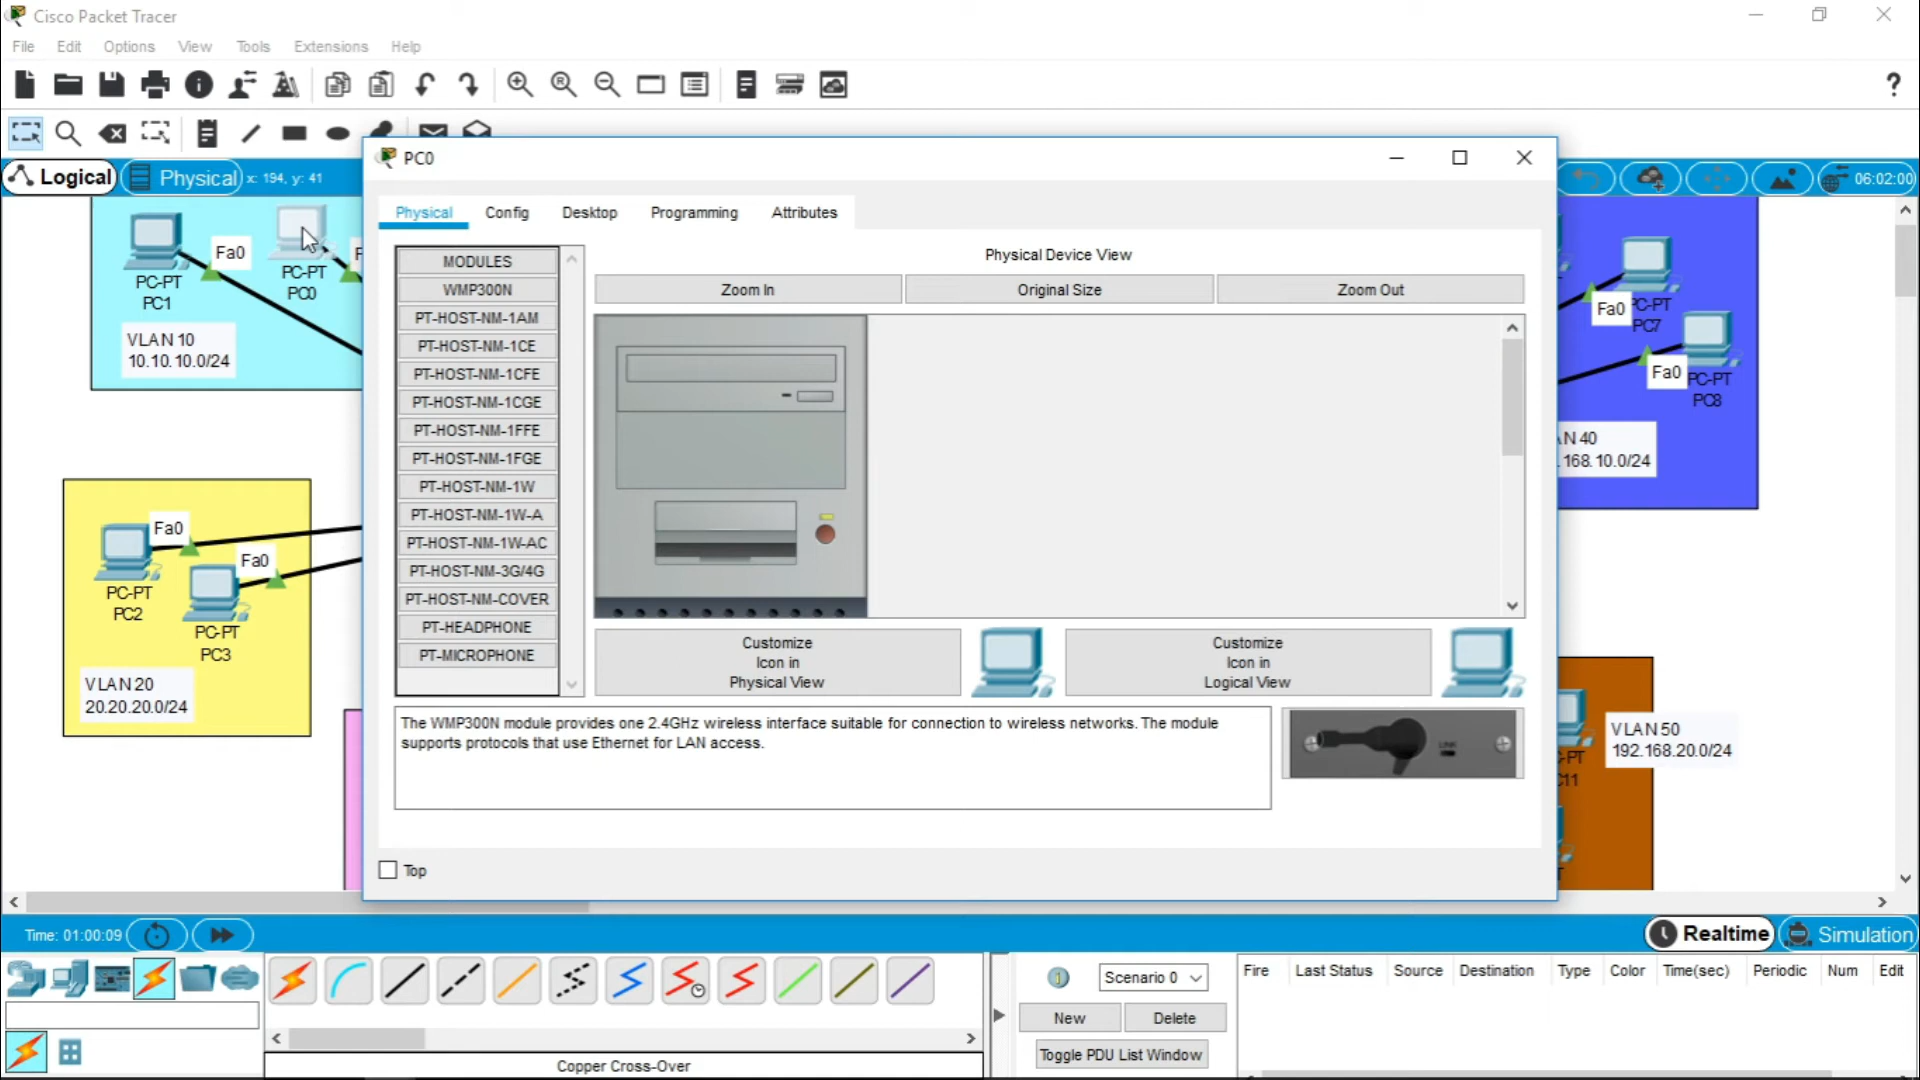 Cisco Packet Tracer
File Edit Options View Tools Extensions Help
?
PC0
Logical
Physical
x: 194, y: 41
06:02:00
Physical Config Desktop Programming Attributes
MODULES
WMP300N
PT-HOST-NM-1AM
PT-HOST-NM-1CE
PT-HOST-NM-1CFE
PT-HOST-NM-1CGE
PT-HOST-NM-1FFE
PT-HOST-NM-1FGE
PT-HOST-NM-1W
PT-HOST-NM-1W-A
PT-HOST-NM-1W-AC
PT-HOST-NM-3G/4G
PT-HOST-NM-COVER
PT-HEADPHONE
PT-MICROPHONE
Physical Device View
Zoom In
Original Size
Zoom Out
Customize
Icon in
Physical View
Customize
Icon in
Logical View
The WMP300N module provides one 2.4GHz wireless interface suitable for connection to wireless networks. The module
supports protocols that use Ethernet for LAN access.
LINK
Top
Fa0
F
PC-PT
PC1
PC-PT
PC0
VLAN 10
10.10.10.0/24
Fa0
PC-PT
PC2
Fa0
PC-PT
PC3
VLAN 20
20.20.20.0/24
Fa0
PC-PT
PC7
Fa0
PC-PT
PC8
AN 40
.168.10.0/24
-PT
C11
VLAN 50
192.168.20.0/24
Time: 01:00:09
Realtime
Simulation
Copper Cross-Over
Scenario 0
New
Delete
Toggle PDU List Window
Fire Last Status Source Destination Type Color Time(sec) Periodic Num Edit